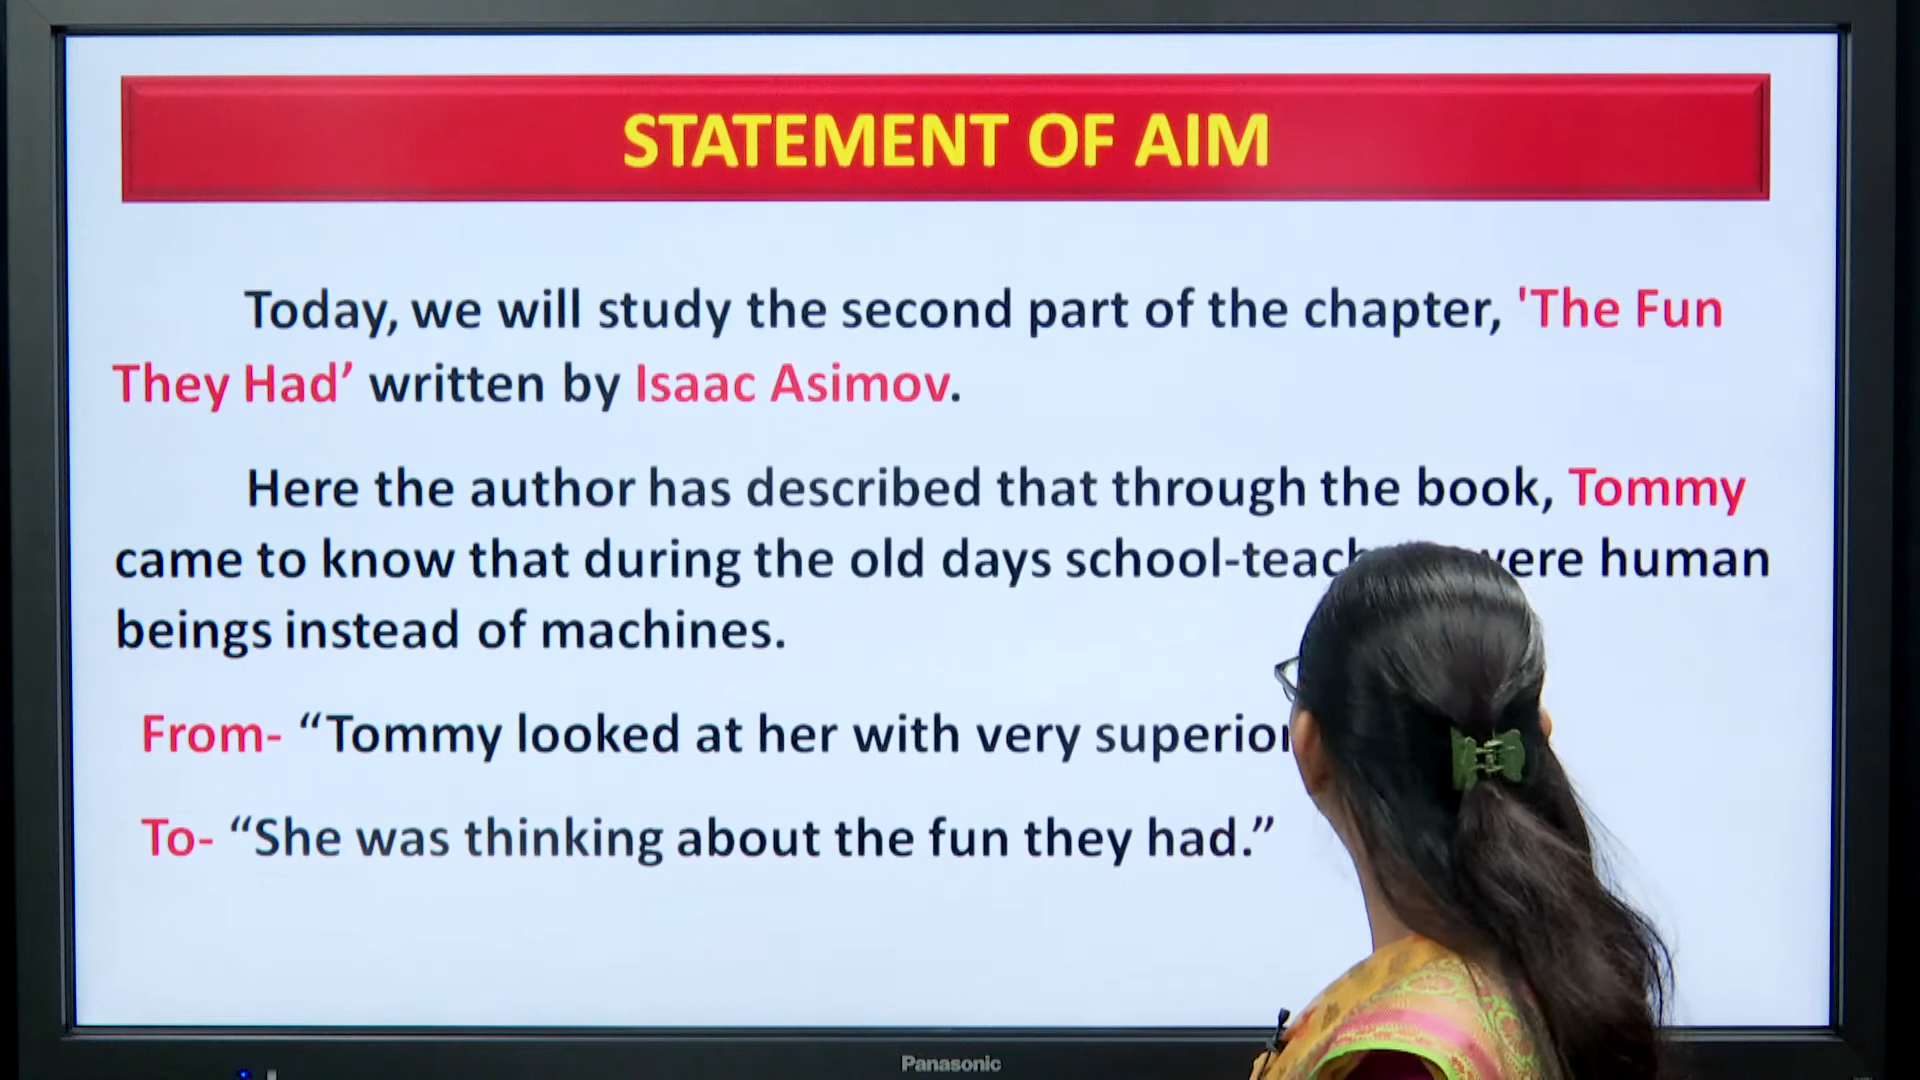 STATEMENT OF AIM
Today, we will study the second part of the chapter, 'The Fun
They Had’ written by Isaac Asimov.
Here the author has described that through the book, Tommy
came to know that during the old days human
beings instead of machines.
From- “Tommy looked at her with very superior
To- “She was thinking about the fun they had.”
Panasonic